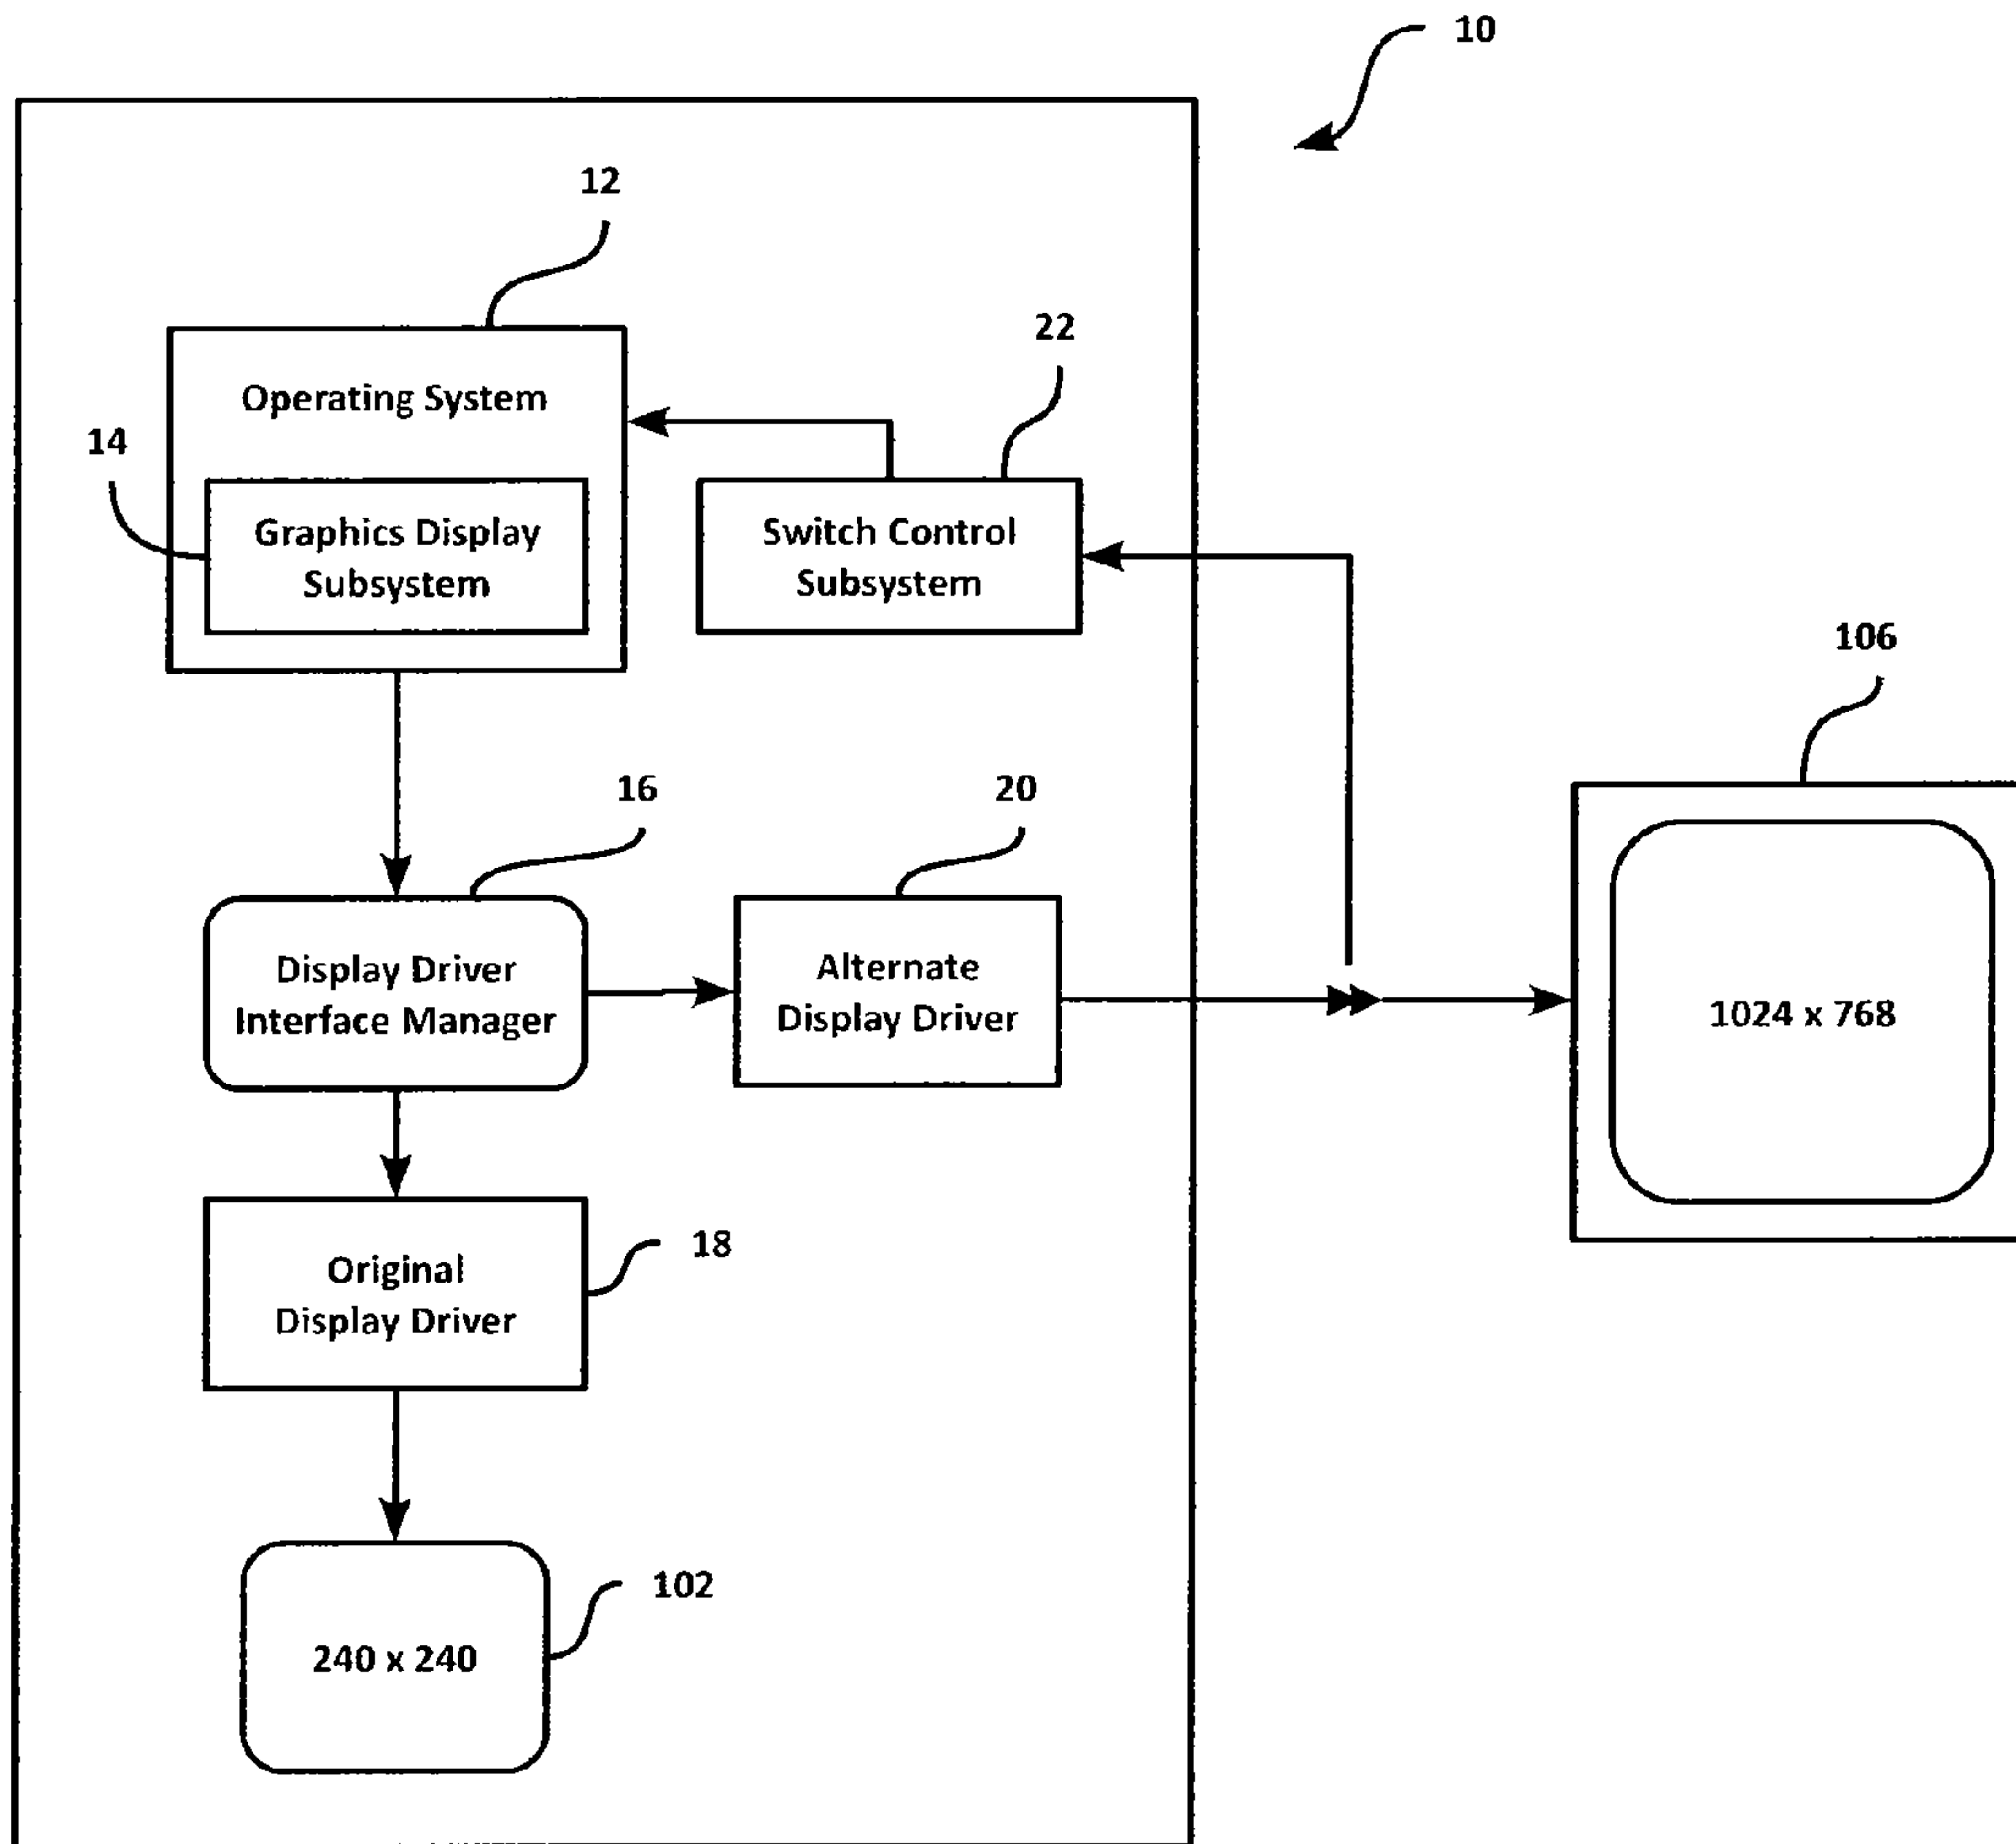 10
12
22
Operating System
14
Graphics Display
Subsystem
Switch Control
Subsystem
106
16
20
Display Driver
Interface Manager
Alternate
Display Driver
1024 x 768
18
Original
Display Driver
102
240 x 240